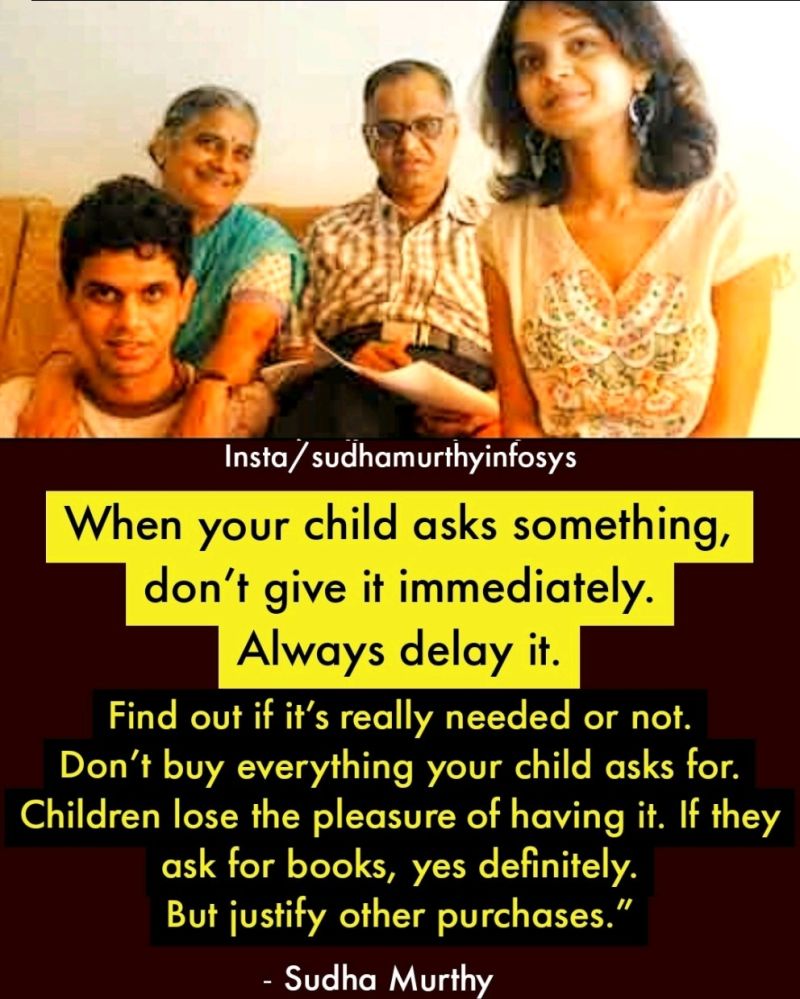 Insta/sudhamurthyinfosys
When your child asks something,
don't give it immediately.
Always delay it.
Find out if it's really needed or not.
Don't buy everything your child asks for.
Children lose the pleasure of having it. If they
ask for books, yes definitely.
But justify other purchases.”
- Sudha Murthy